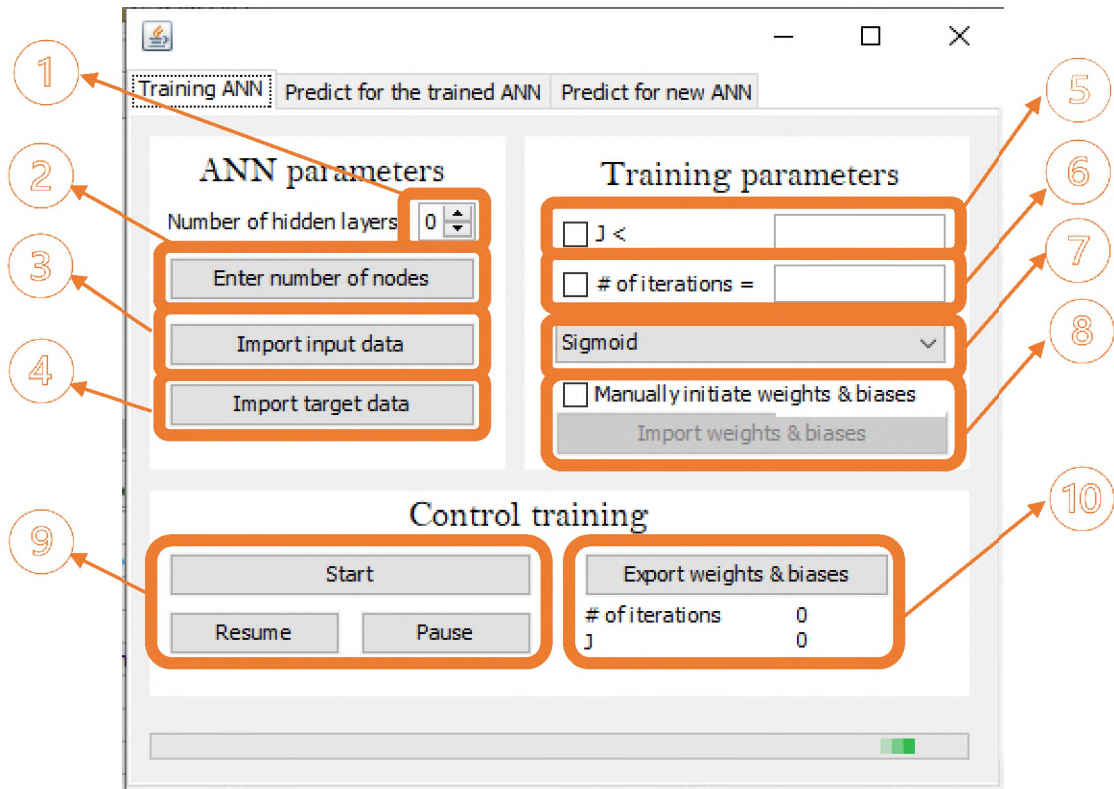 Training ANN
Predict for the trained ANN
Predict for new ANN
ANN parameters
Number of hidden layers
0
Enter number of nodes
Import input data
Import target data
Training parameters
J <
# of iterations =
Sigmoid
Manually initiate weights & biases
Import weights & biases
Control training
Start
Resume
Pause
Export weights & biases
# of iterations 0
J 0
1
2
3
4
5
6
7
8
9
10